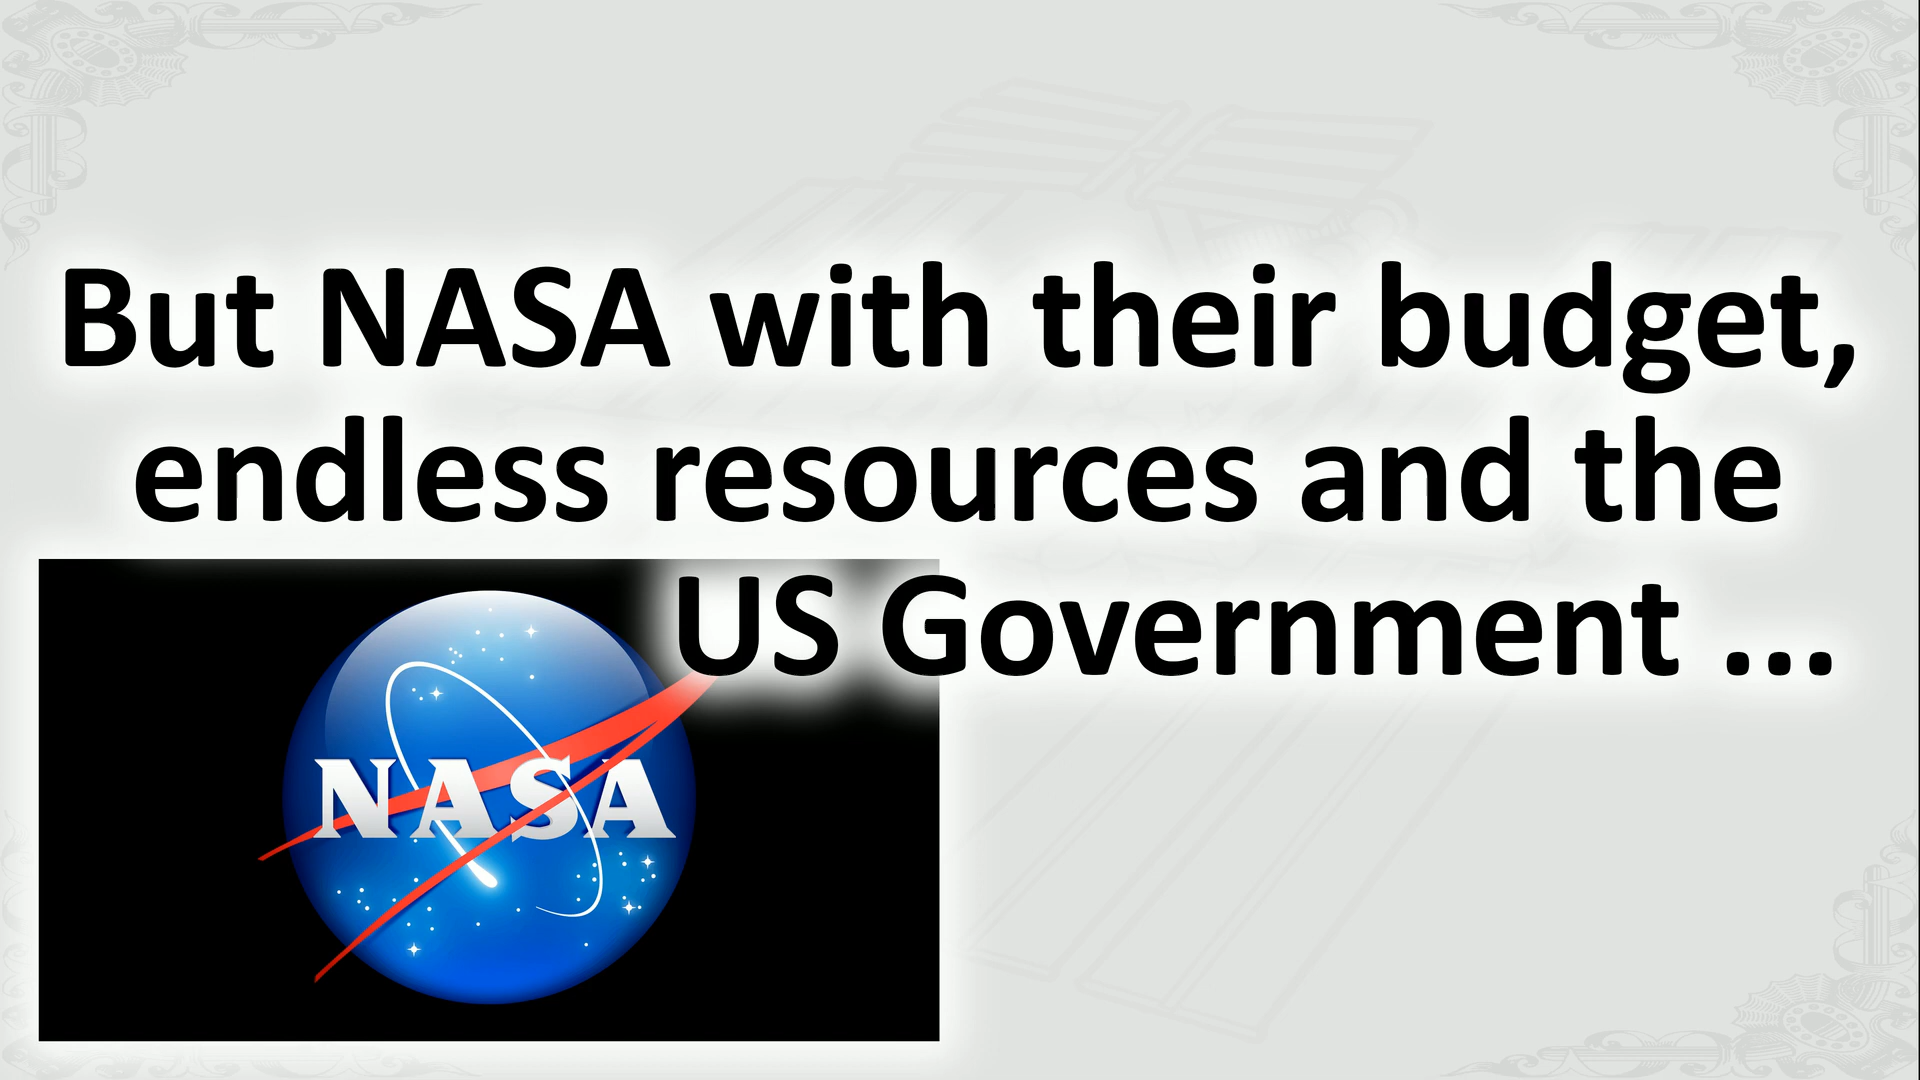 But NASA with their budget,
endless resources and the
US Government ...
NASA